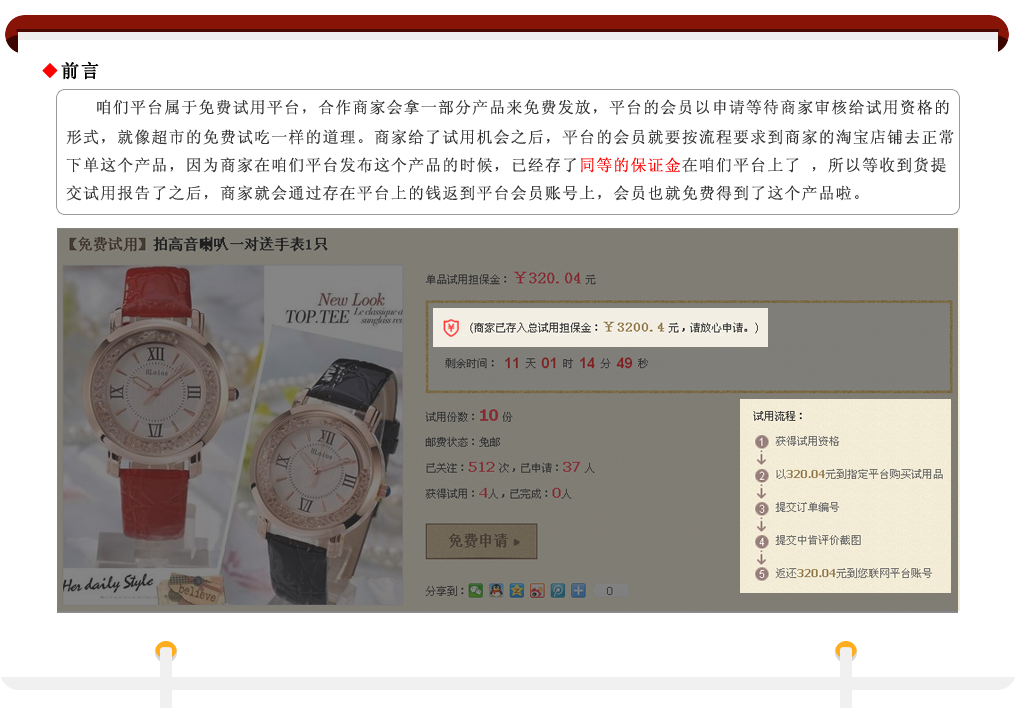 前言
咱们平台属于免费试用平台，合作商家会拿一部分产品来免费发放，平台的会员以申请等待商家审核给试用资格的
形式，就像超市的免费试吃一样的道理。商家给了试用机会之后，平台的会员就要按流程要求到商家的淘宝店铺去正常
下单这个产品，因为商家在咱们平台发布这个产品的时候，已经存了同等的保证金在咱们平台上了 ，所以等收到货提
交试用报告了之后，商家就会通过存在平台上的钱返到平台会员账号上，会员也就免费得到了这个产品啦。
【免费试用】拍高音喇叭一对送手表1只
New Look
TOP.TEE Le classique d
sunglass re
Her daily Style
believe
单品试用担保金：￥320.04 元
(商家已存入总试用担保金：￥3200.4 元，请放心申请。)
剩余时间： 11 天 01 时 14 分 49 秒
试用份数：10 份
邮费状态：免邮
已关注：512 次，已申请：37 人
获得试用：4人，已完成：0人
免费申请
分享到： 0
试用流程：
1 获得试用资格
2 以320.04元到指定平台购买试用品
3 提交订单编号
4 提交中肯评价截图
5 返还320.04元到您联网平台账号